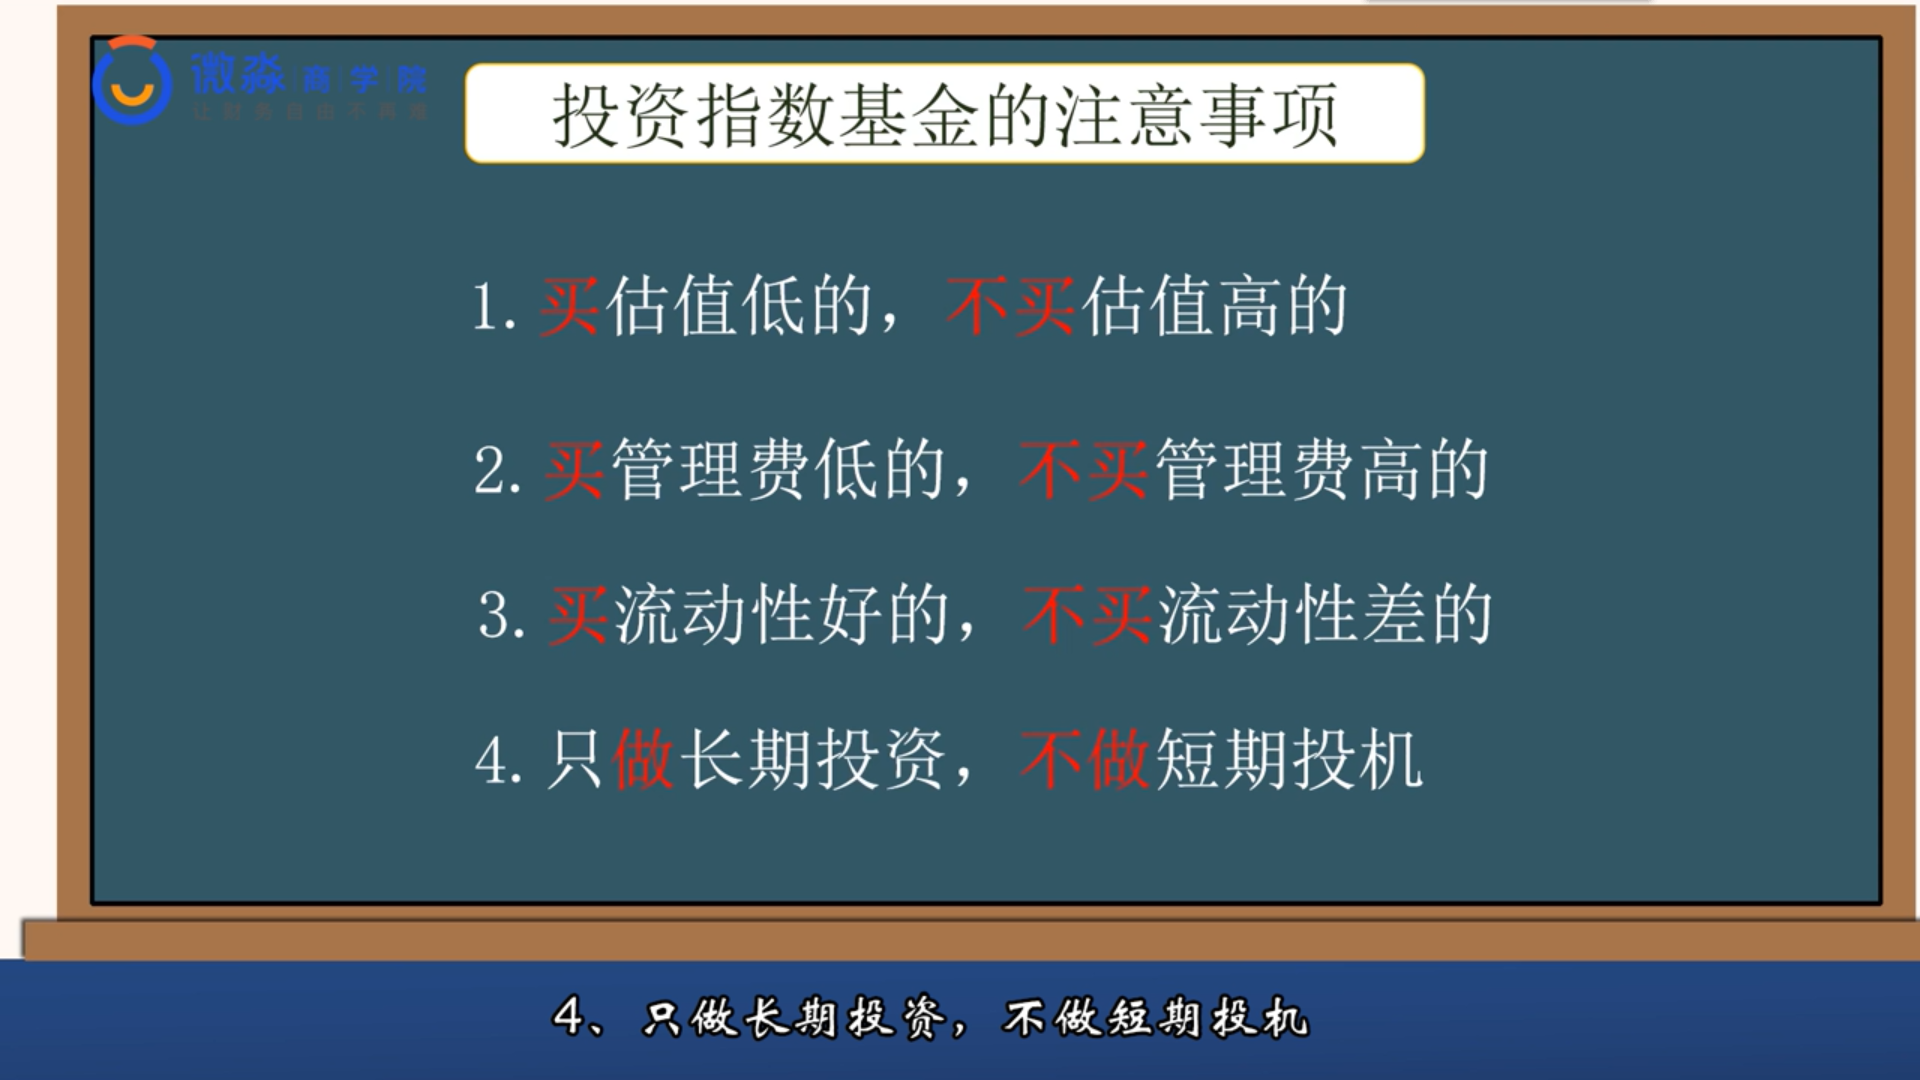 微淼商学院
让财务自由不再难
投资指数基金的注意事项
1. 买估值低的，不买估值高的
2. 买管理费低的，不买管理费高的
3. 买流动性好的，不买流动性差的
4. 只做长期投资，不做短期投机
4、只做长期投资，不做短期投机